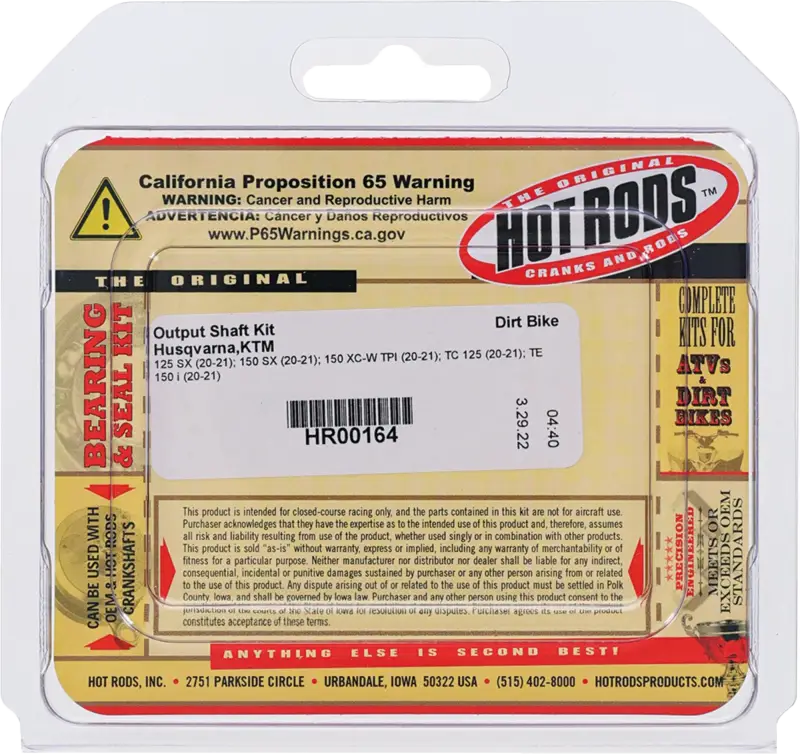 California Proposition 65 Warning
WARNING: Cancer and Reproductive Harm
ADVERTENCIA: Cáncer y Daños Reproductivos
www.P65Warnings.ca.gov
THE ORIGINAL
HOT RODS™
CRANKS AND RODS
THE ORIGINAL
BEARING
& SEAL KIT
COMPLETE
KITS FOR
ATVs
&
DIRT
BIKES
Output Shaft Kit
Dirt Bike
Husqvarna,KTM
125 SX (20-21); 150 SX (20-21); 150 XC-W TPI (20-21); TC 125 (20-21); TE
150 i (20-21)
HR00164
3.29.22
04:40
CAN BE USED WITH
OEM & HOT RODS
CRANKSHAFTS
This product is intended for closed-course racing only, and the parts contained in this kit are not for aircraft use.
Purchaser acknowledges that they have the expertise as to the intended use of this product and, therefore, assumes
all risk and liability resulting from use of the product, whether used singly or in combination with other products.
This product is sold "as-is" without warranty, express or implied, including any warranty of merchantability or of
fitness for a particular purpose. Neither manufacturer nor distributor nor dealer shall be liable for any indirect,
consequential, incidental or punitive damages sustained by purchaser or any other person arising from or related
to the use of this product. Any dispute arising out of or related to the use of this product must be settled in Polk
County, Iowa, and shall be governed by Iowa law. Purchaser and any other person using this product consent to the
jurisdiction of the courts of the State of Iowa for resolution of any disputes. Purchaser agrees its use of the product
constitutes acceptance of these terms.
PRECISION
ENGINEERED
MEETS OR
EXCEEDS OEM
STANDARDS
ANYTHING ELSE IS SECOND BEST!
HOT RODS, INC. • 2751 PARKSIDE CIRCLE • URBANDALE, IOWA 50322 USA • (515) 402-8000 • HOTRODSPRODUCTS.COM